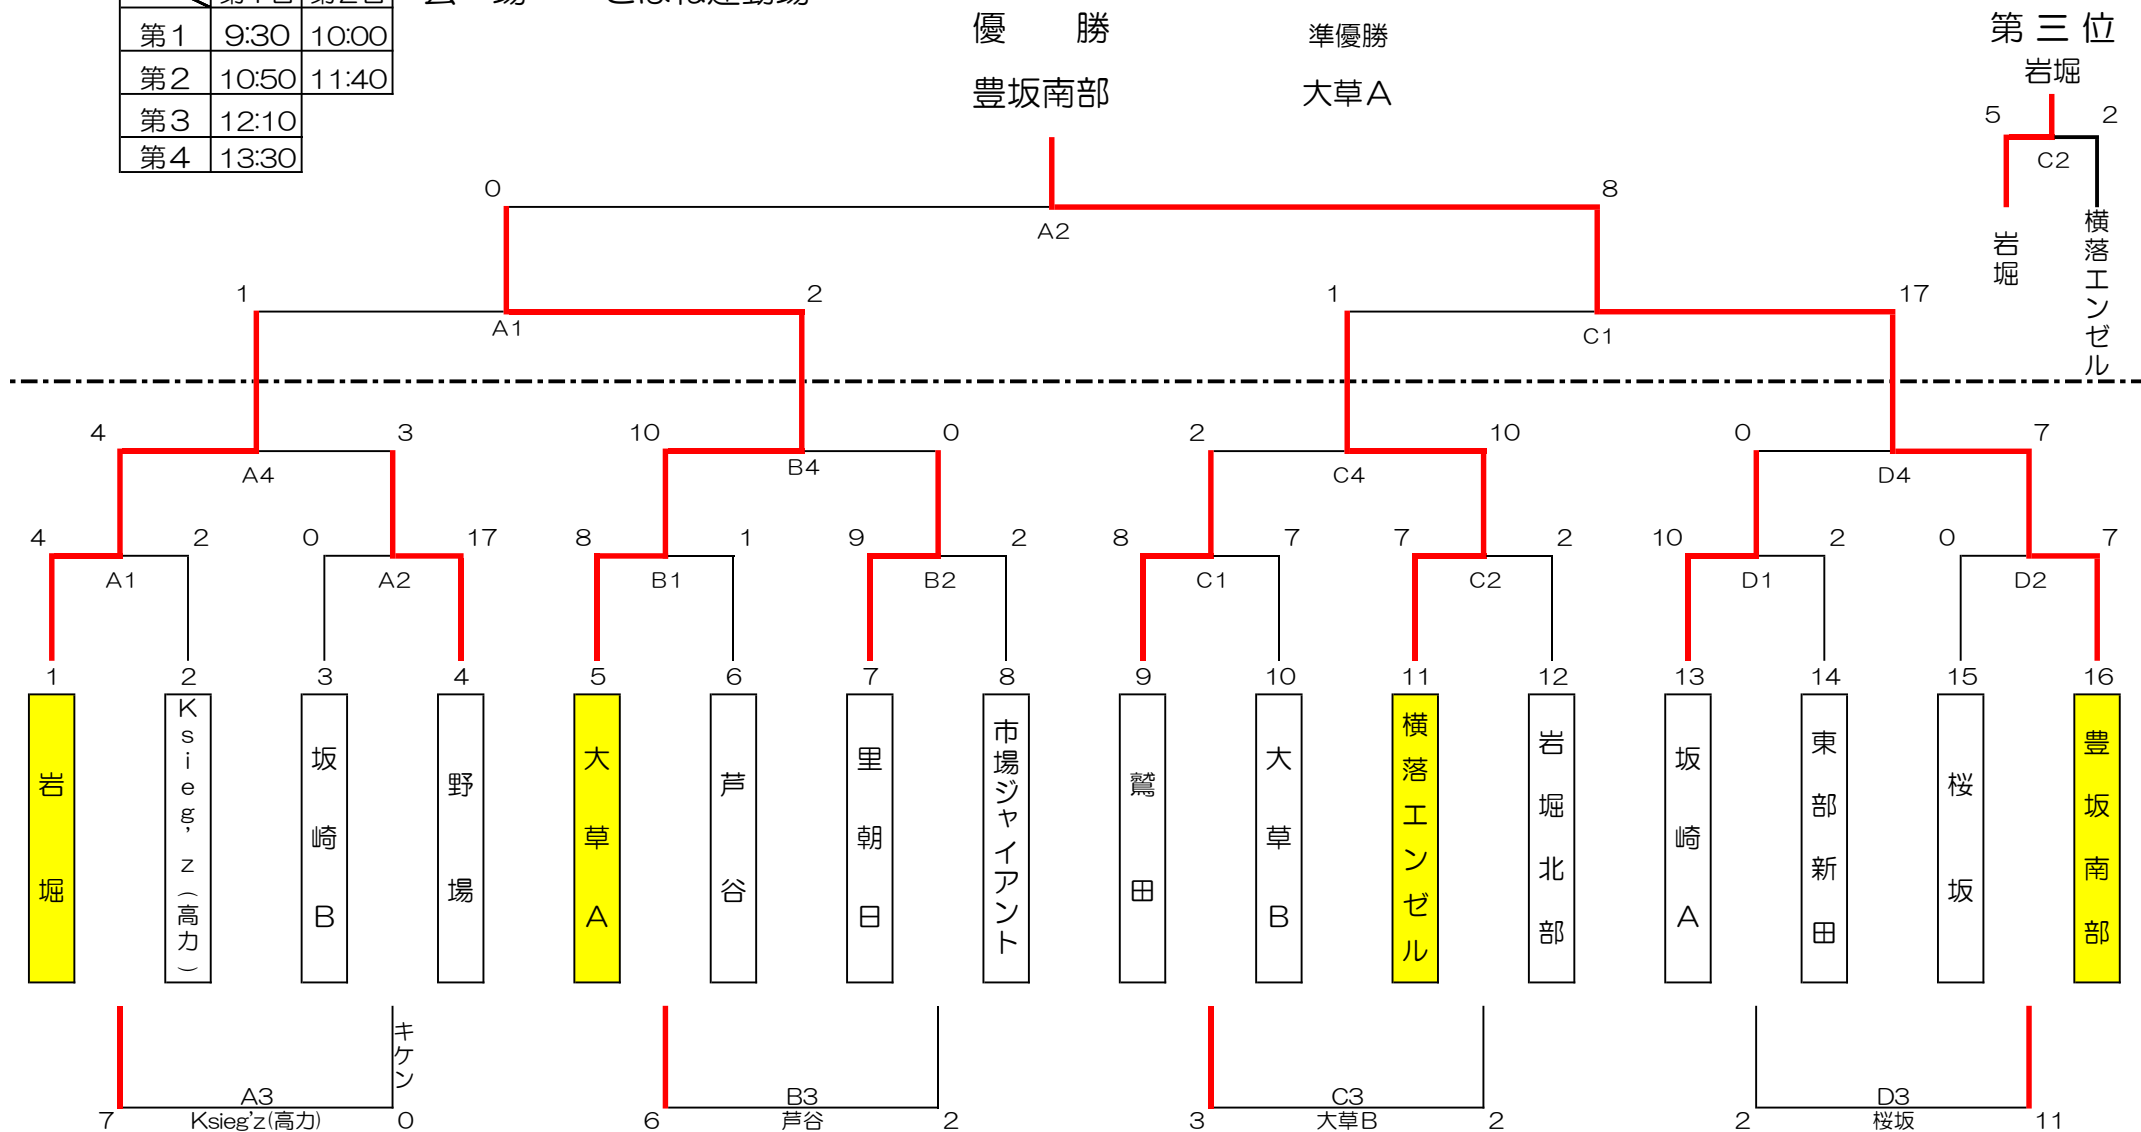 第1 9:30 10:00
第2 10:50 11:40
第3 12:10
第4 13:30
優 勝
豊坂南部
準優勝
大草A
第三位
岩堀
5 2
C2
岩堀
横落エンゼル
0 8
A2
1 2 1 17
A1 C1
4 3 10 0 2 10 0 7
A4 B4 C4 D4
4 2 0 17 8 1 9 2 8 7 7 2 10 2 0 7
A1 A2 B1 B2 C1 C2 D1 D2
1 2 3 4 5 6 7 8 9 10 11 12 13 14 15 16
岩堀
Ksieg’z(高力)
坂崎B
野場
大草A
芦谷
里朝日
市場ジャイアント
鷲田
大草B
横落エンゼル
岩堀北部
坂崎A
東部新田
桜坂
豊坂南部
キケン
A3 B3 C3 D3
7 Ksieg’z(高力) 0 6 芦谷 2 3 大草B 2 2 桜坂 11